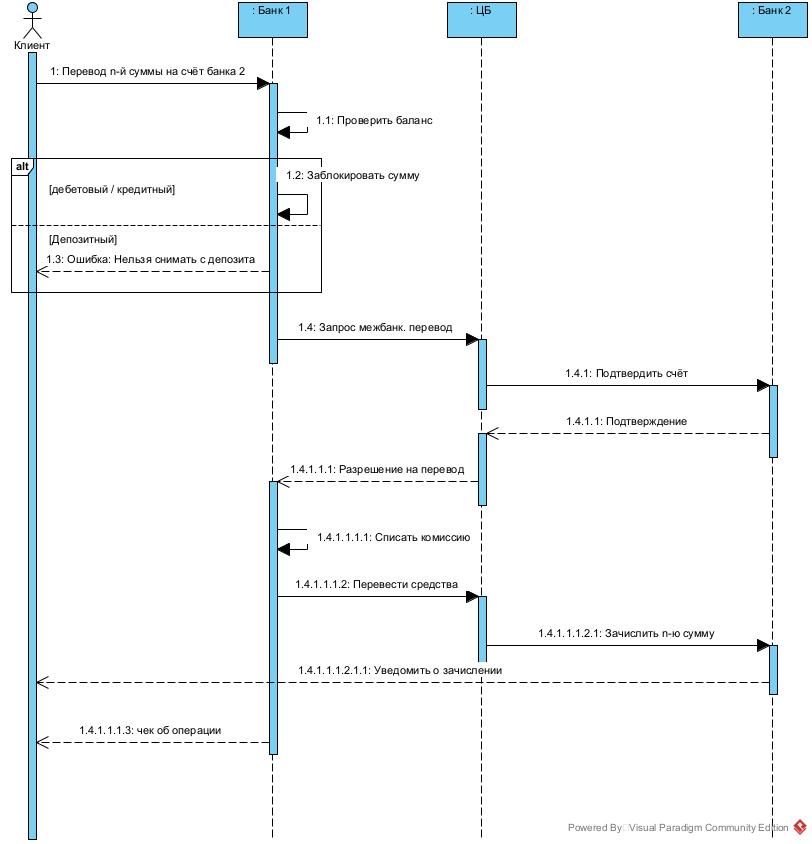 : Банк 1
: ЦБ
: Банк 2
Клиент
1: Перевод n-й суммы на счёт банка 2
1.1: Проверить баланс
alt
1.2: Заблокировать сумму
[дебетовый / кредитный]
[Депозитный]
1.3: Ошибка: Нельзя снимать с депозита
1.4: Запрос межбанк. перевод
1.4.1: Подтвердить счёт
1.4.1.1: Подтверждение
1.4.1.1.1: Разрешение на перевод
1.4.1.1.1.1: Списать комиссию
1.4.1.1.1.2: Перевести средства
1.4.1.1.1.2.1: Зачислить n-ю сумму
1.4.1.1.1.2.1.1: Уведомить о зачислении
1.4.1.1.1.3: чек об операции
Powered By Visual Paradigm Community Edition